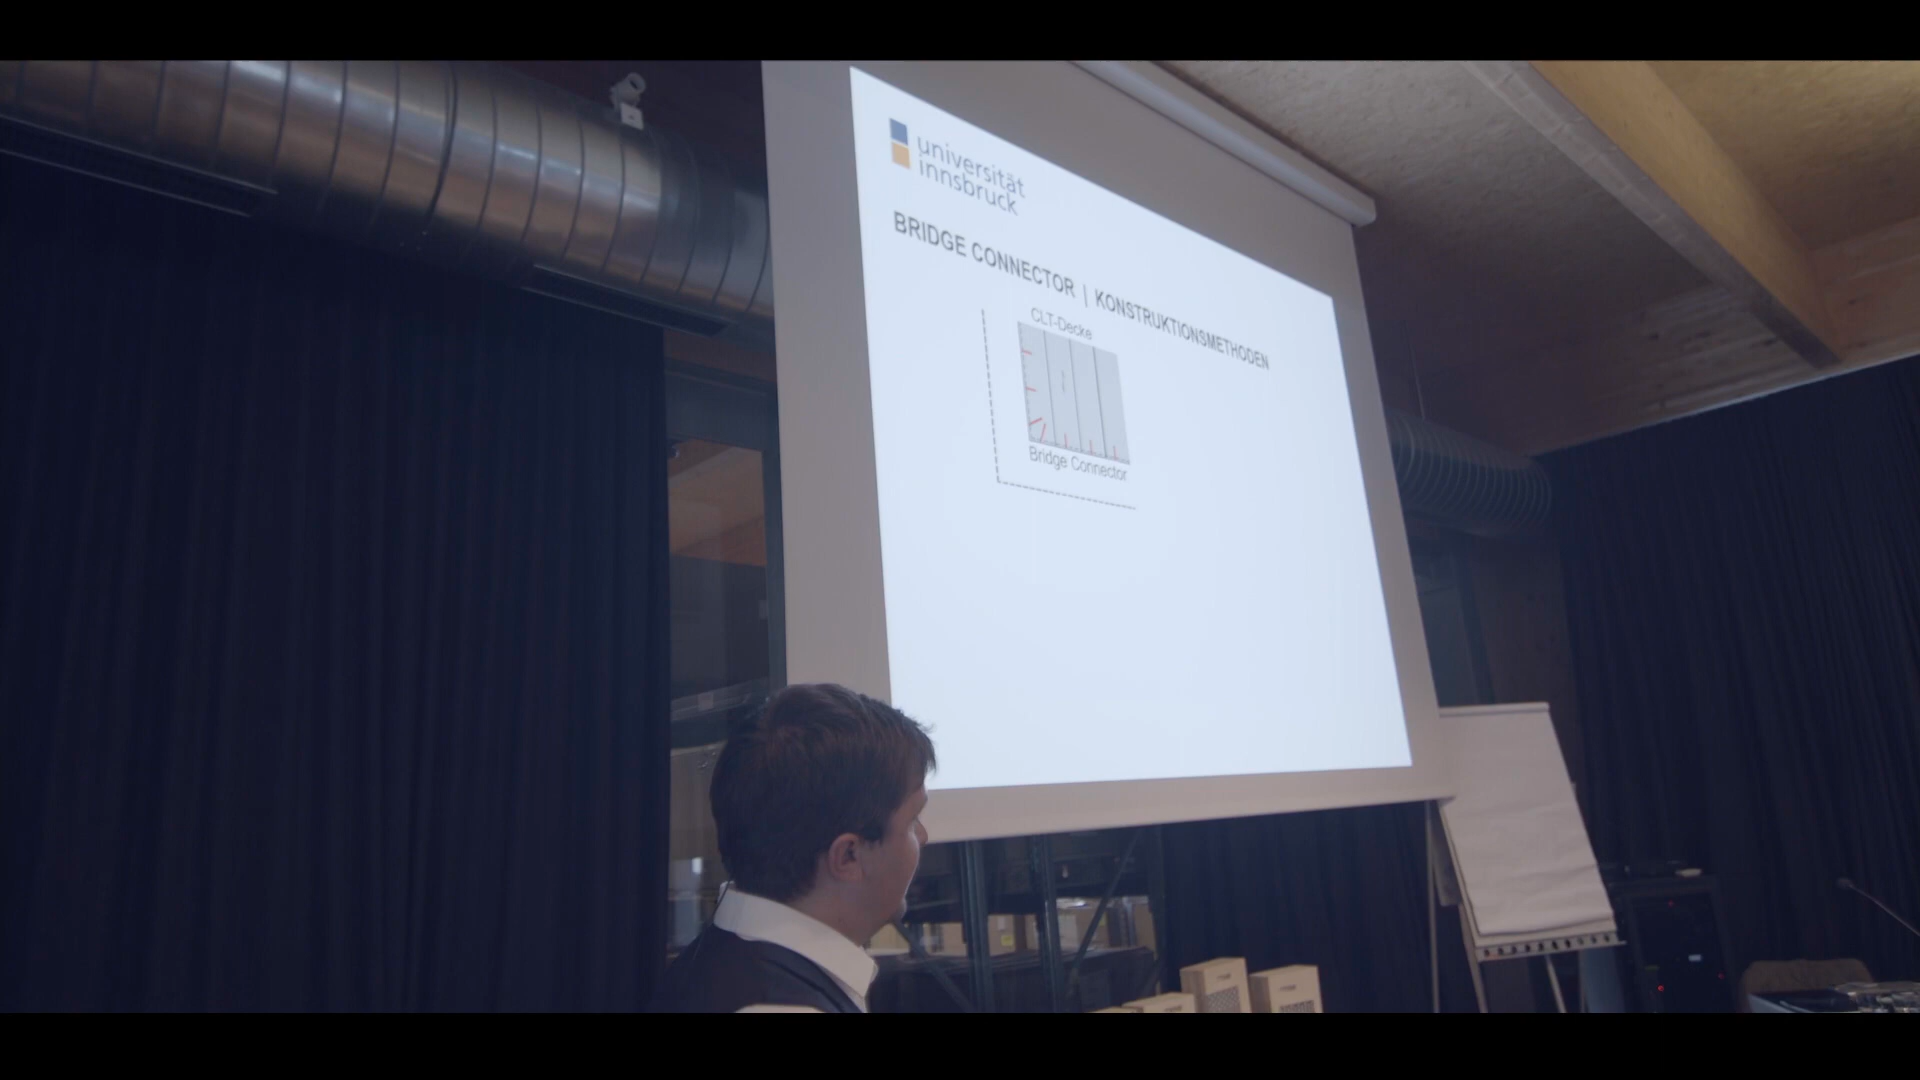 universität
innsbruck
BRIDGE CONNECTOR | KONSTRUKTIONSMETHODEN
CLT-Decke
Bridge Connector